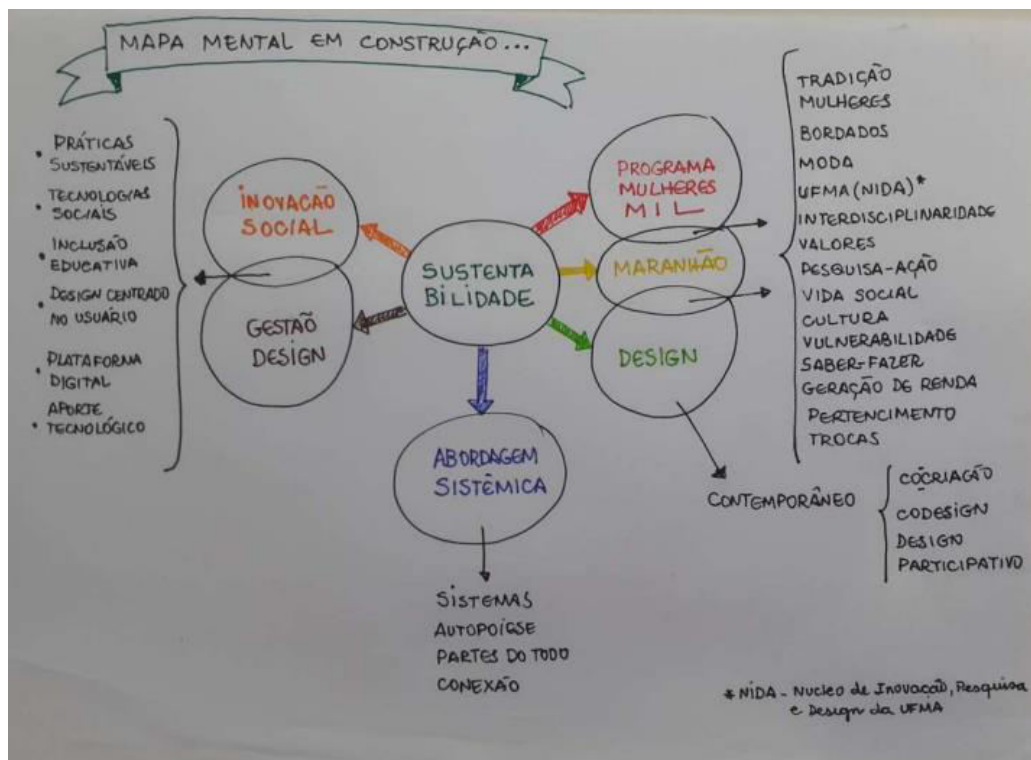 MAPA MENTAL EM CONSTRUÇÃO...
• PRÁTICAS
SUSTENTÁVEIS
• TECNOLOGIAS
SOCIAIS
• INCLUSÃO
EDUCATIVA
• DESIGN CENTRADO
NO USUÁRIO
• PLATAFORMA
DIGITAL
• APORTE
TECNOLÓGICO
INOVAÇÃO
SOCIAL
GESTÃO
DESIGN
SUSTENTA
BILIDADE
ABORDAGEM
SISTÊMICA
SISTEMAS
AUTOPOÍESE
PARTES DO TODO
CONEXÃO
PROGRAMA
MULHERES
MIL
MARANHÃO
DESIGN
TRADIÇÃO
MULHERES
BORDADOS
MODA
UFMA (NIDA)*
INTERDISCIPLINARIDADE
VALORES
PESQUISA-AÇÃO
VIDA SOCIAL
CULTURA
VULNERABILIDADE
SABER-FAZER
GERAÇÃO DE RENDA
PERTENCIMENTO
TROCAS
CONTEMPORÂNEO
COCRIAÇÃO
CODESIGN
DESIGN
PARTICIPATIVO
* NIDA - Nucleo de Inovação, Pesquisa
e Design da UFMA